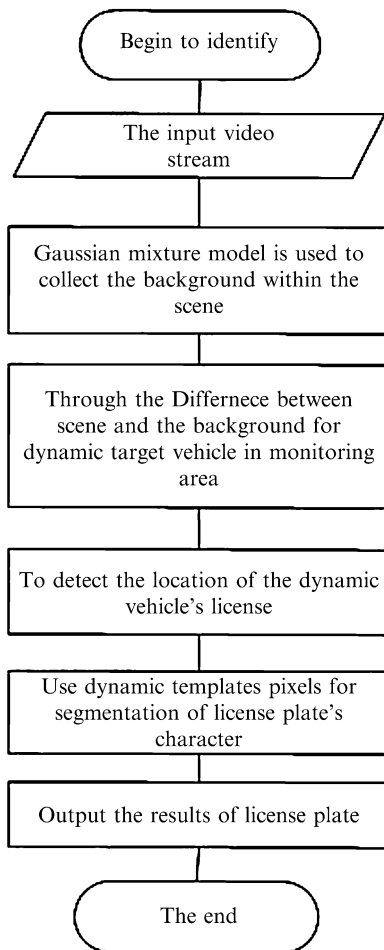 Begin to identify
The input video
stream
Gaussian mixture model is used to
collect the background within the
scene
Through the Differnece between
scene and the background for
dynamic target vehicle in monitoring
area
To detect the location of the dynamic
vehicle's license
Use dynamic templates pixels for
segmentation of license plate's
character
Output the results of license plate
The end